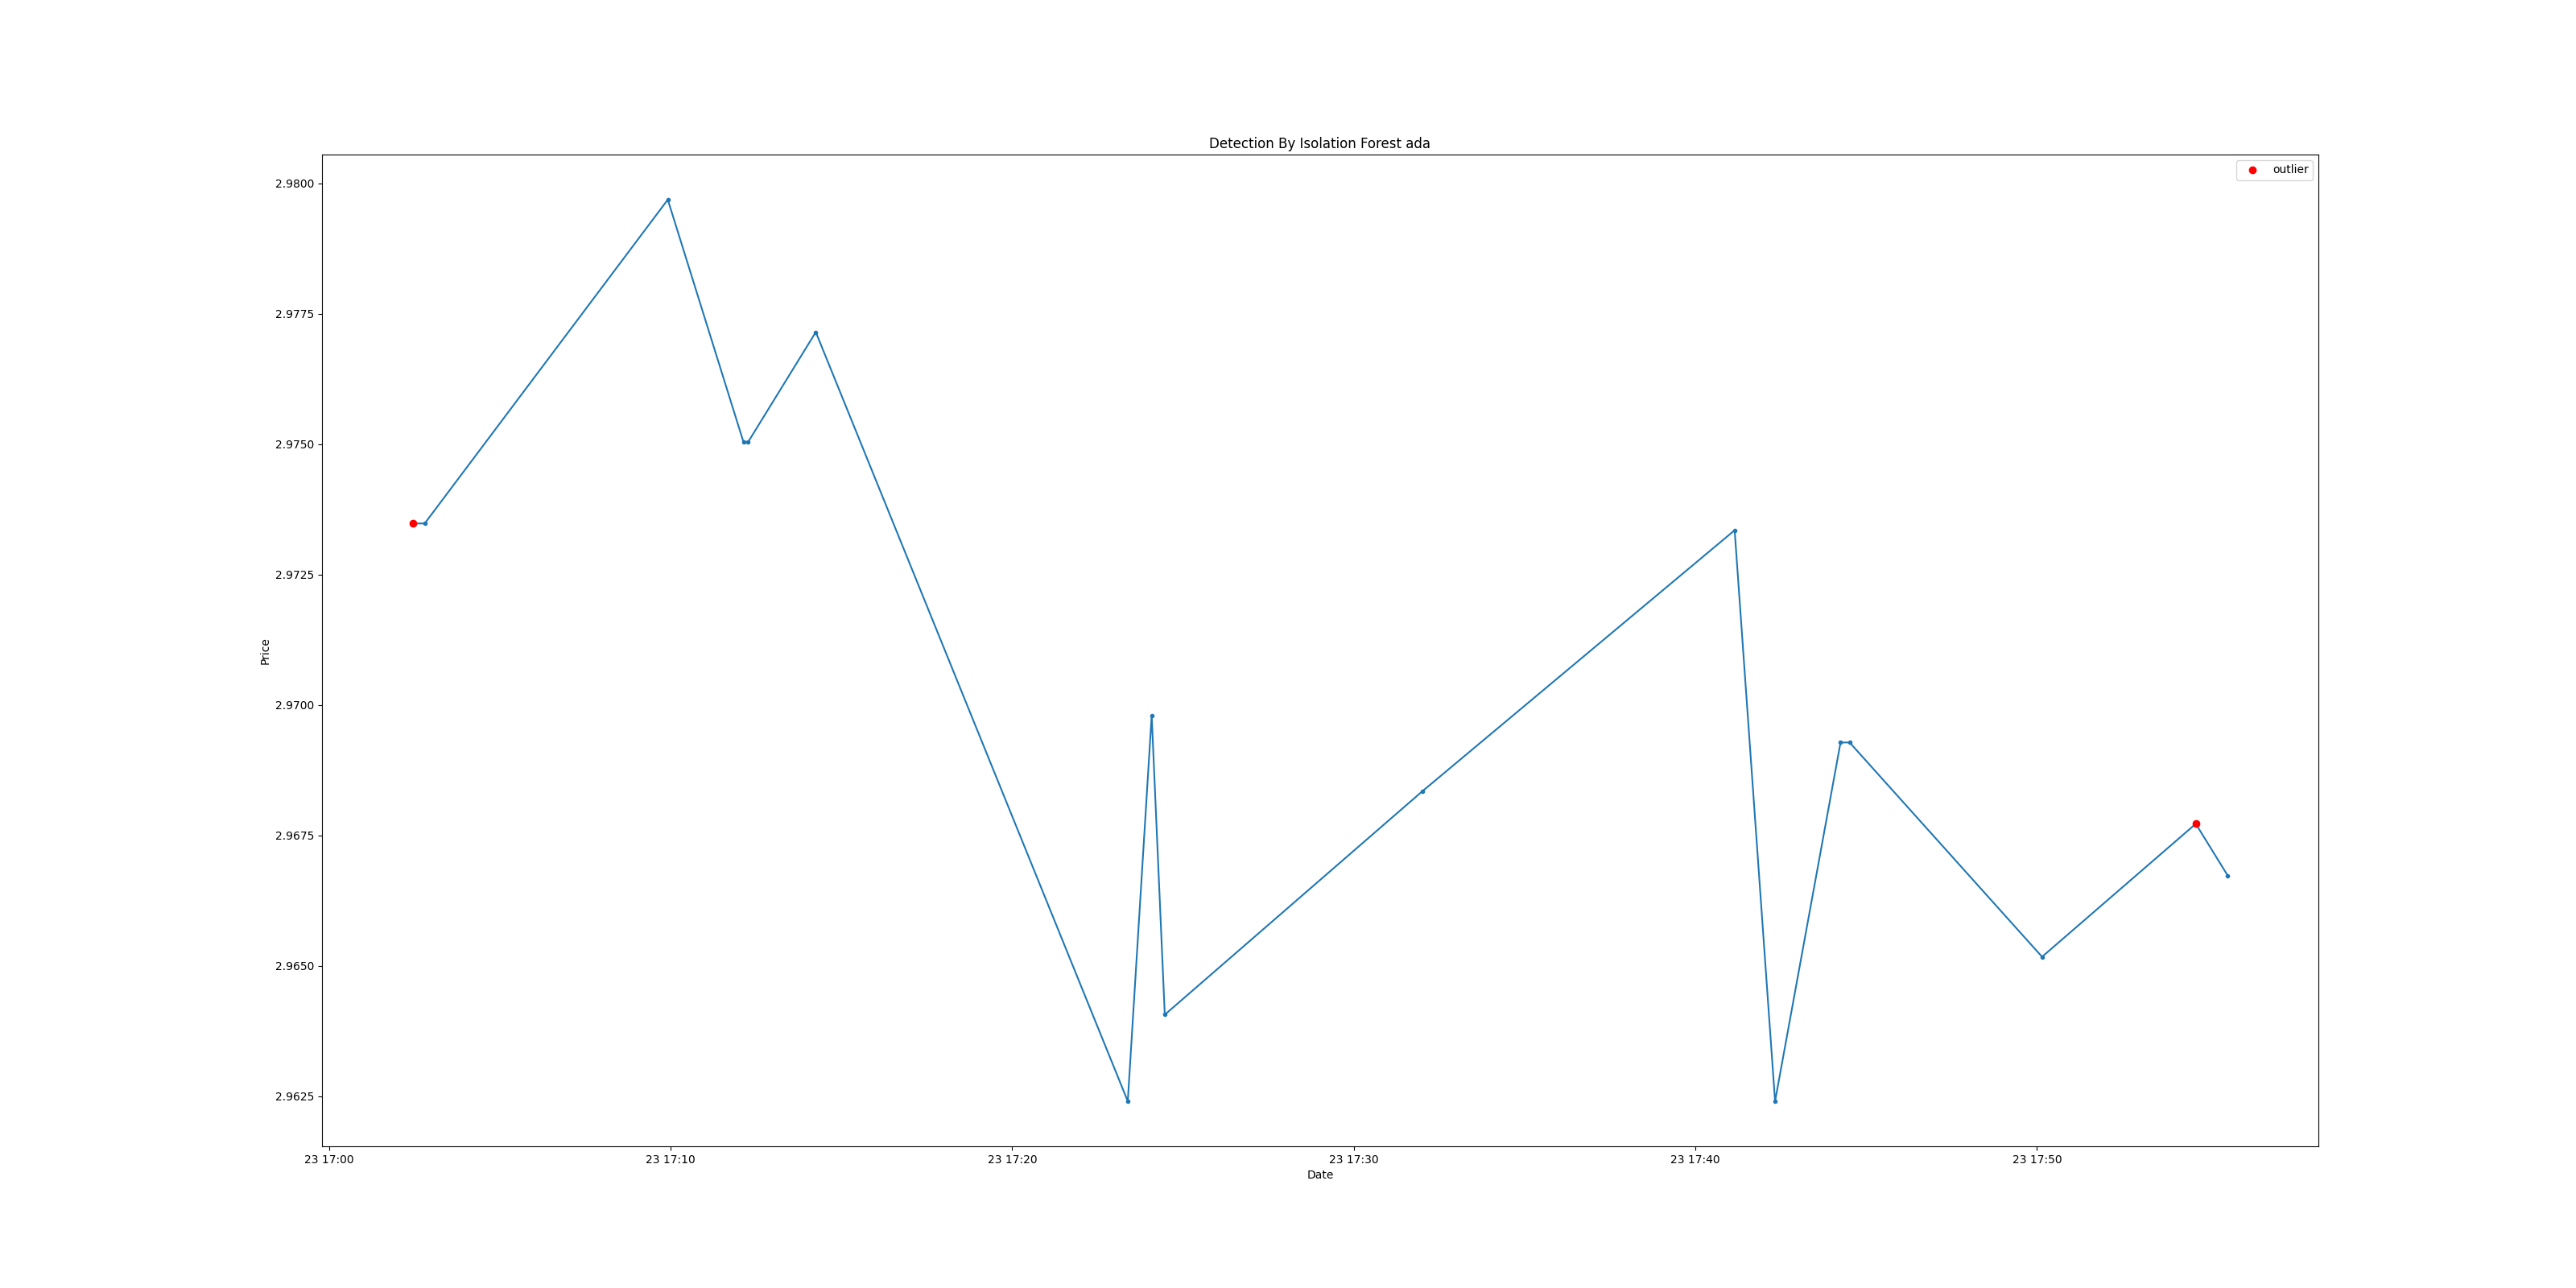 Detection By Isolation Forest ada
outlier
2.9800
2.9775
2.9750
2.9725
2.9700
2.9675
2.9650
2.9625
Price
23 17:00 23 17:10 23 17:20 23 17:30 23 17:40 23 17:50
Date